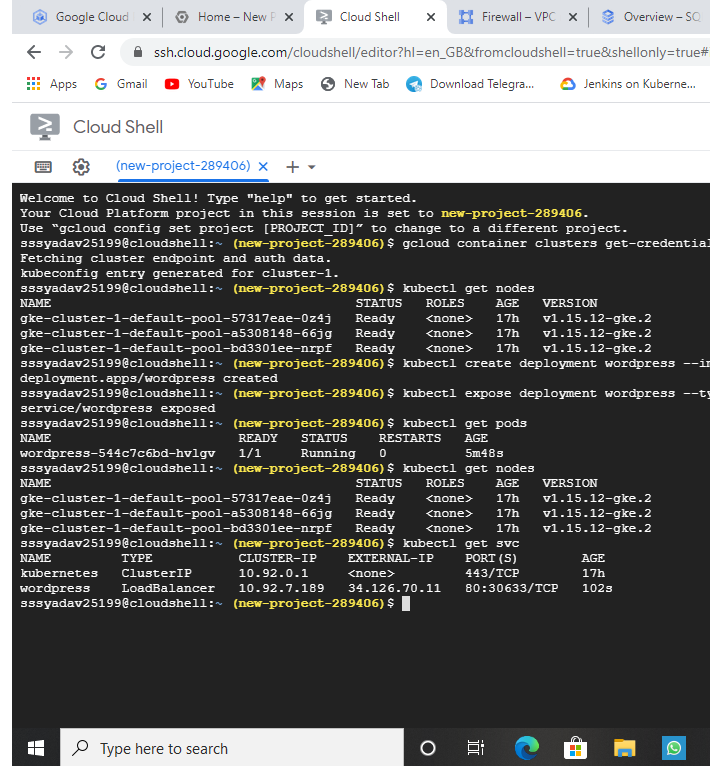 Google Cloud
Home – New P
Cloud Shell
Firewall – VPC
Overview – SQ
ssh.cloud.google.com/cloudshell/editor?hl=en_GB&fromcloudshell=true&shellonly=true#
Apps
Gmail
YouTube
Maps
New Tab
Download Telegra...
Jenkins on Kuberne...
Cloud Shell
(new-project-289406)
Welcome to Cloud Shell! Type "help" to get started.
Your Cloud Platform project in this session is set to new-project-289406.
Use “gcloud config set project [PROJECT_ID]” to change to a different project.
sssyadav25199@cloudshell:~ (new-project-289406)$ gcloud container clusters get-credential
Fetching cluster endpoint and auth data.
kubeconfig entry generated for cluster-1.
sssyadav25199@cloudshell:~ (new-project-289406)$ kubectl get nodes
NAME STATUS ROLES AGE VERSION
gke-cluster-1-default-pool-57317eae-0z4j Ready <none> 17h v1.15.12-gke.2
gke-cluster-1-default-pool-a5308148-66jg Ready <none> 17h v1.15.12-gke.2
gke-cluster-1-default-pool-bd3301ee-nrpf Ready <none> 17h v1.15.12-gke.2
sssyadav25199@cloudshell:~ (new-project-289406)$ kubectl create deployment wordpress --im
deployment.apps/wordpress created
sssyadav25199@cloudshell:~ (new-project-289406)$ kubectl expose deployment wordpress --ty
service/wordpress exposed
sssyadav25199@cloudshell:~ (new-project-289406)$ kubectl get pods
NAME READY STATUS RESTARTS AGE
wordpress-544c7c6bd-hvlgv 1/1 Running 0 5m48s
sssyadav25199@cloudshell:~ (new-project-289406)$ kubectl get nodes
NAME STATUS ROLES AGE VERSION
gke-cluster-1-default-pool-57317eae-0z4j Ready <none> 17h v1.15.12-gke.2
gke-cluster-1-default-pool-a5308148-66jg Ready <none> 17h v1.15.12-gke.2
gke-cluster-1-default-pool-bd3301ee-nrpf Ready <none> 17h v1.15.12-gke.2
sssyadav25199@cloudshell:~ (new-project-289406)$ kubectl get svc
NAME TYPE CLUSTER-IP EXTERNAL-IP PORT(S) AGE
kubernetes ClusterIP 10.92.0.1 <none> 443/TCP 17h
wordpress LoadBalancer 10.92.7.189 34.126.70.11 80:30633/TCP 102s
sssyadav25199@cloudshell:~ (new-project-289406)$
Type here to search